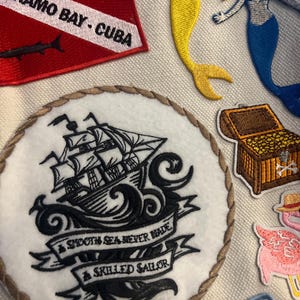 AMO BAY - CUBA
A SMOOTH SEA NEVER MADE
A SKILLED SAILOR